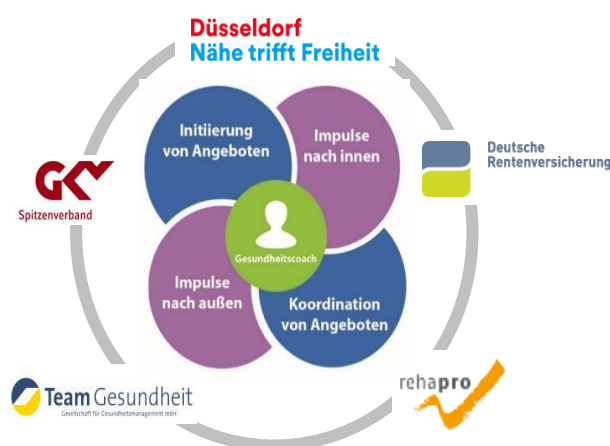 Düsseldorf
Nähe trifft Freiheit
Initiierung
von Angeboten
Impulse
nach innen
Deutsche
Rentenversicherung
GKV
Spitzenverband
Gesundheitscoach
Impulse
nach außen
Koordination
von Angeboten
Team Gesundheit
Gesellschaft für Gesundheitsmanagement mbH
rehapro